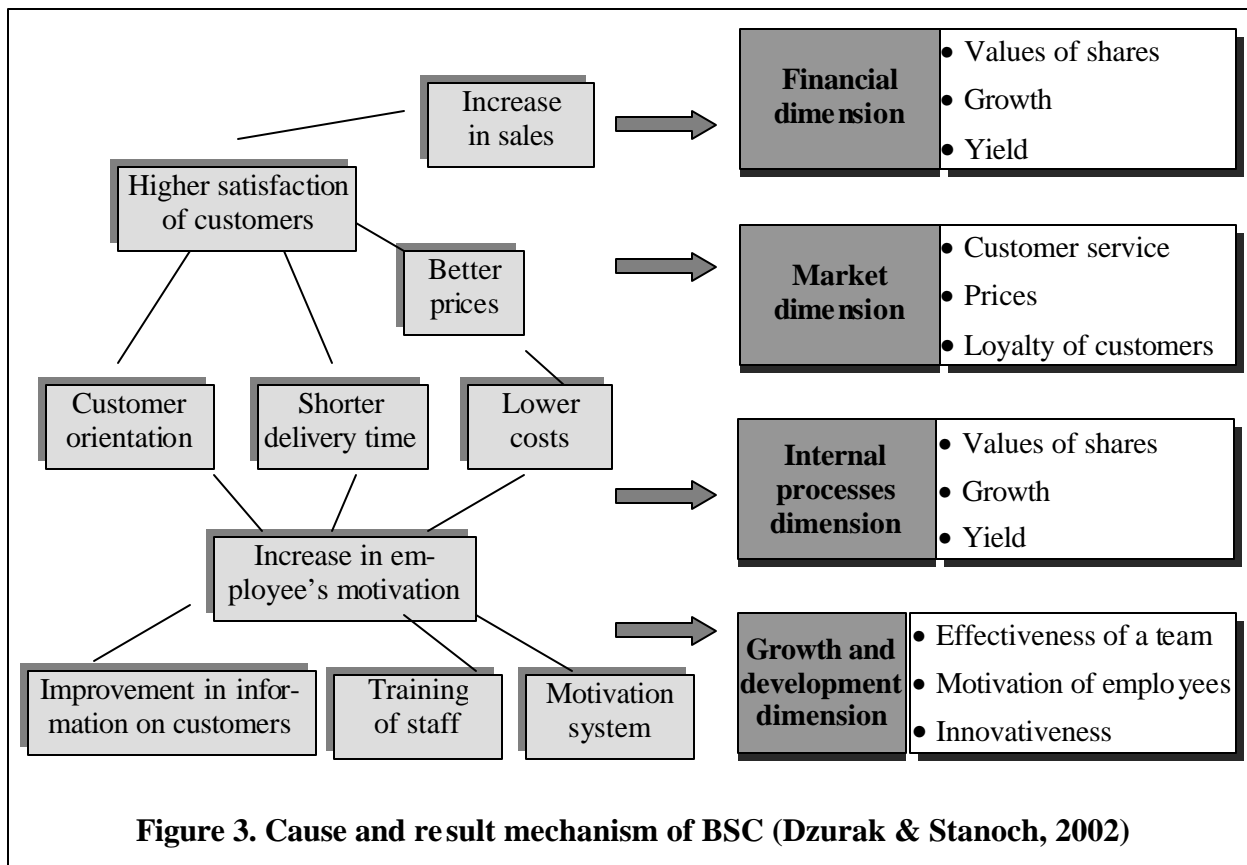 Increase
in sales
Higher satisfaction
of customers
Better
prices
Customer
orientation
Shorter
delivery time
Lower
costs
Increase in em-
ployee’s motivation
Improvement in infor-
mation on customers
Training
of staff
Motivation
system
Financial
dimension
• Values of shares
• Growth
• Yield
Market
dimension
• Customer service
• Prices
• Loyalty of customers
Internal
processes
dimension
• Values of shares
• Growth
• Yield
Growth and
development
dimension
• Effectiveness of a team
• Motivation of employees
• Innovativeness
Figure 3. Cause and result mechanism of BSC (Dzurak & Stanoch, 2002)